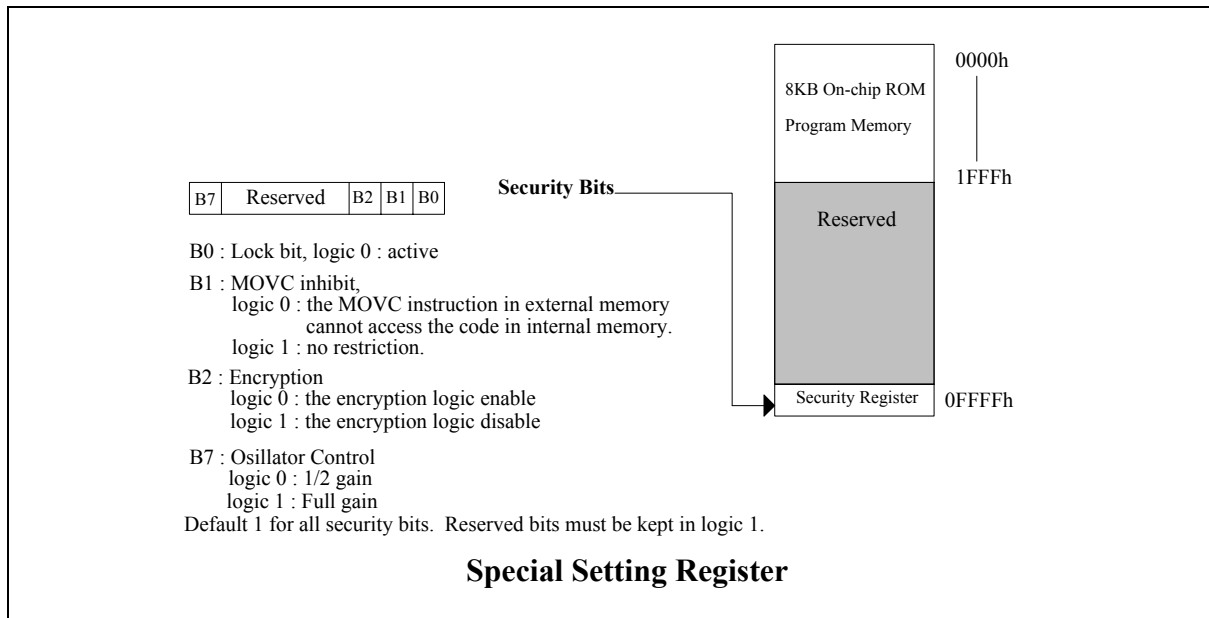 0000h
8KB On-chip ROM
Program Memory
1FFFh
B7 Reserved B2 B1 B0
Security Bits
Reserved
B0 : Lock bit, logic 0 : active
B1 : MOVC inhibit,
logic 0 : the MOVC instruction in external memory
cannot access the code in internal memory.
logic 1 : no restriction.
B2 : Encryption
logic 0 : the encryption logic enable
logic 1 : the encryption logic disable
Security Register
0FFFFh
B7 : Osillator Control
logic 0 : 1/2 gain
logic 1 : Full gain
Default 1 for all security bits. Reserved bits must be kept in logic 1.
Special Setting Register